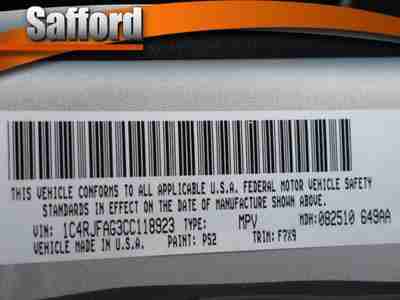 Safford
THIS VEHICLE CONFORMS TO ALL APPLICABLE U.S.A. FEDERAL MOTOR VEHICLE SAFETY
STANDARDS IN EFFECT ON THE DATE OF MANUFACTURE SHOWN ABOVE.
VIN: 1C4RJFAG3CC118923 TYPE: MPV MDH: 082510 649AA
VEHICLE MADE IN U.S.A. PAINT: PS2 TRIM: F7X9